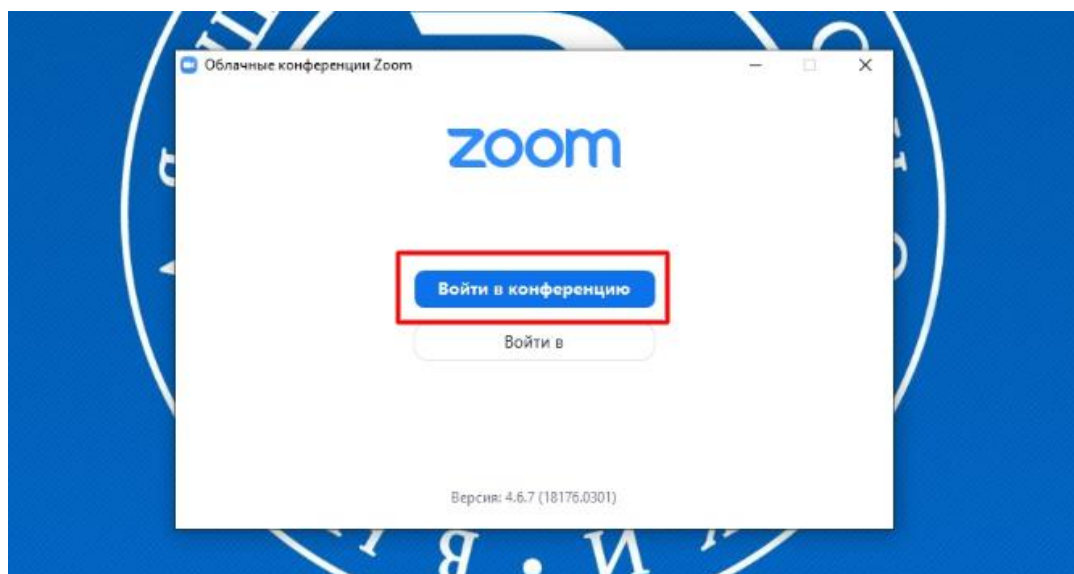 Облачные конференции Zoom
zoom
Войти в конференцию
Войти в
Версия: 4.6.7 (18176.0301)